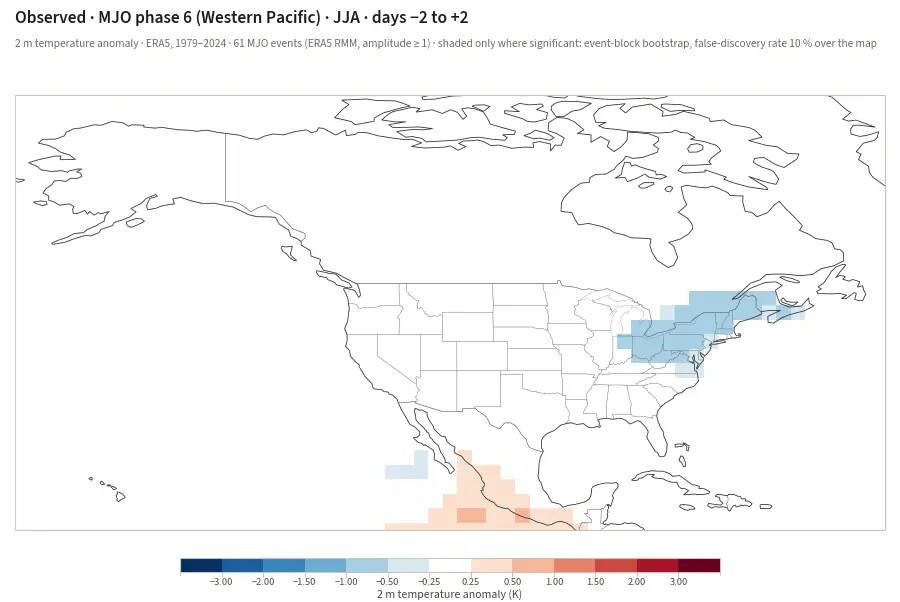 Observed · MJO phase 6 (Western Pacific) · JJA · days −2 to +2
2 m temperature anomaly · ERA5, 1979–2024 · 61 MJO events (ERA5 RMM, amplitude ≥ 1) · shaded only where significant: event-block bootstrap, false-discovery rate 10 % over the map
−3.00 −2.00 −1.50 −1.00 −0.50 −0.25 0.25 0.50 1.00 1.50 2.00 3.00
2 m temperature anomaly (K)